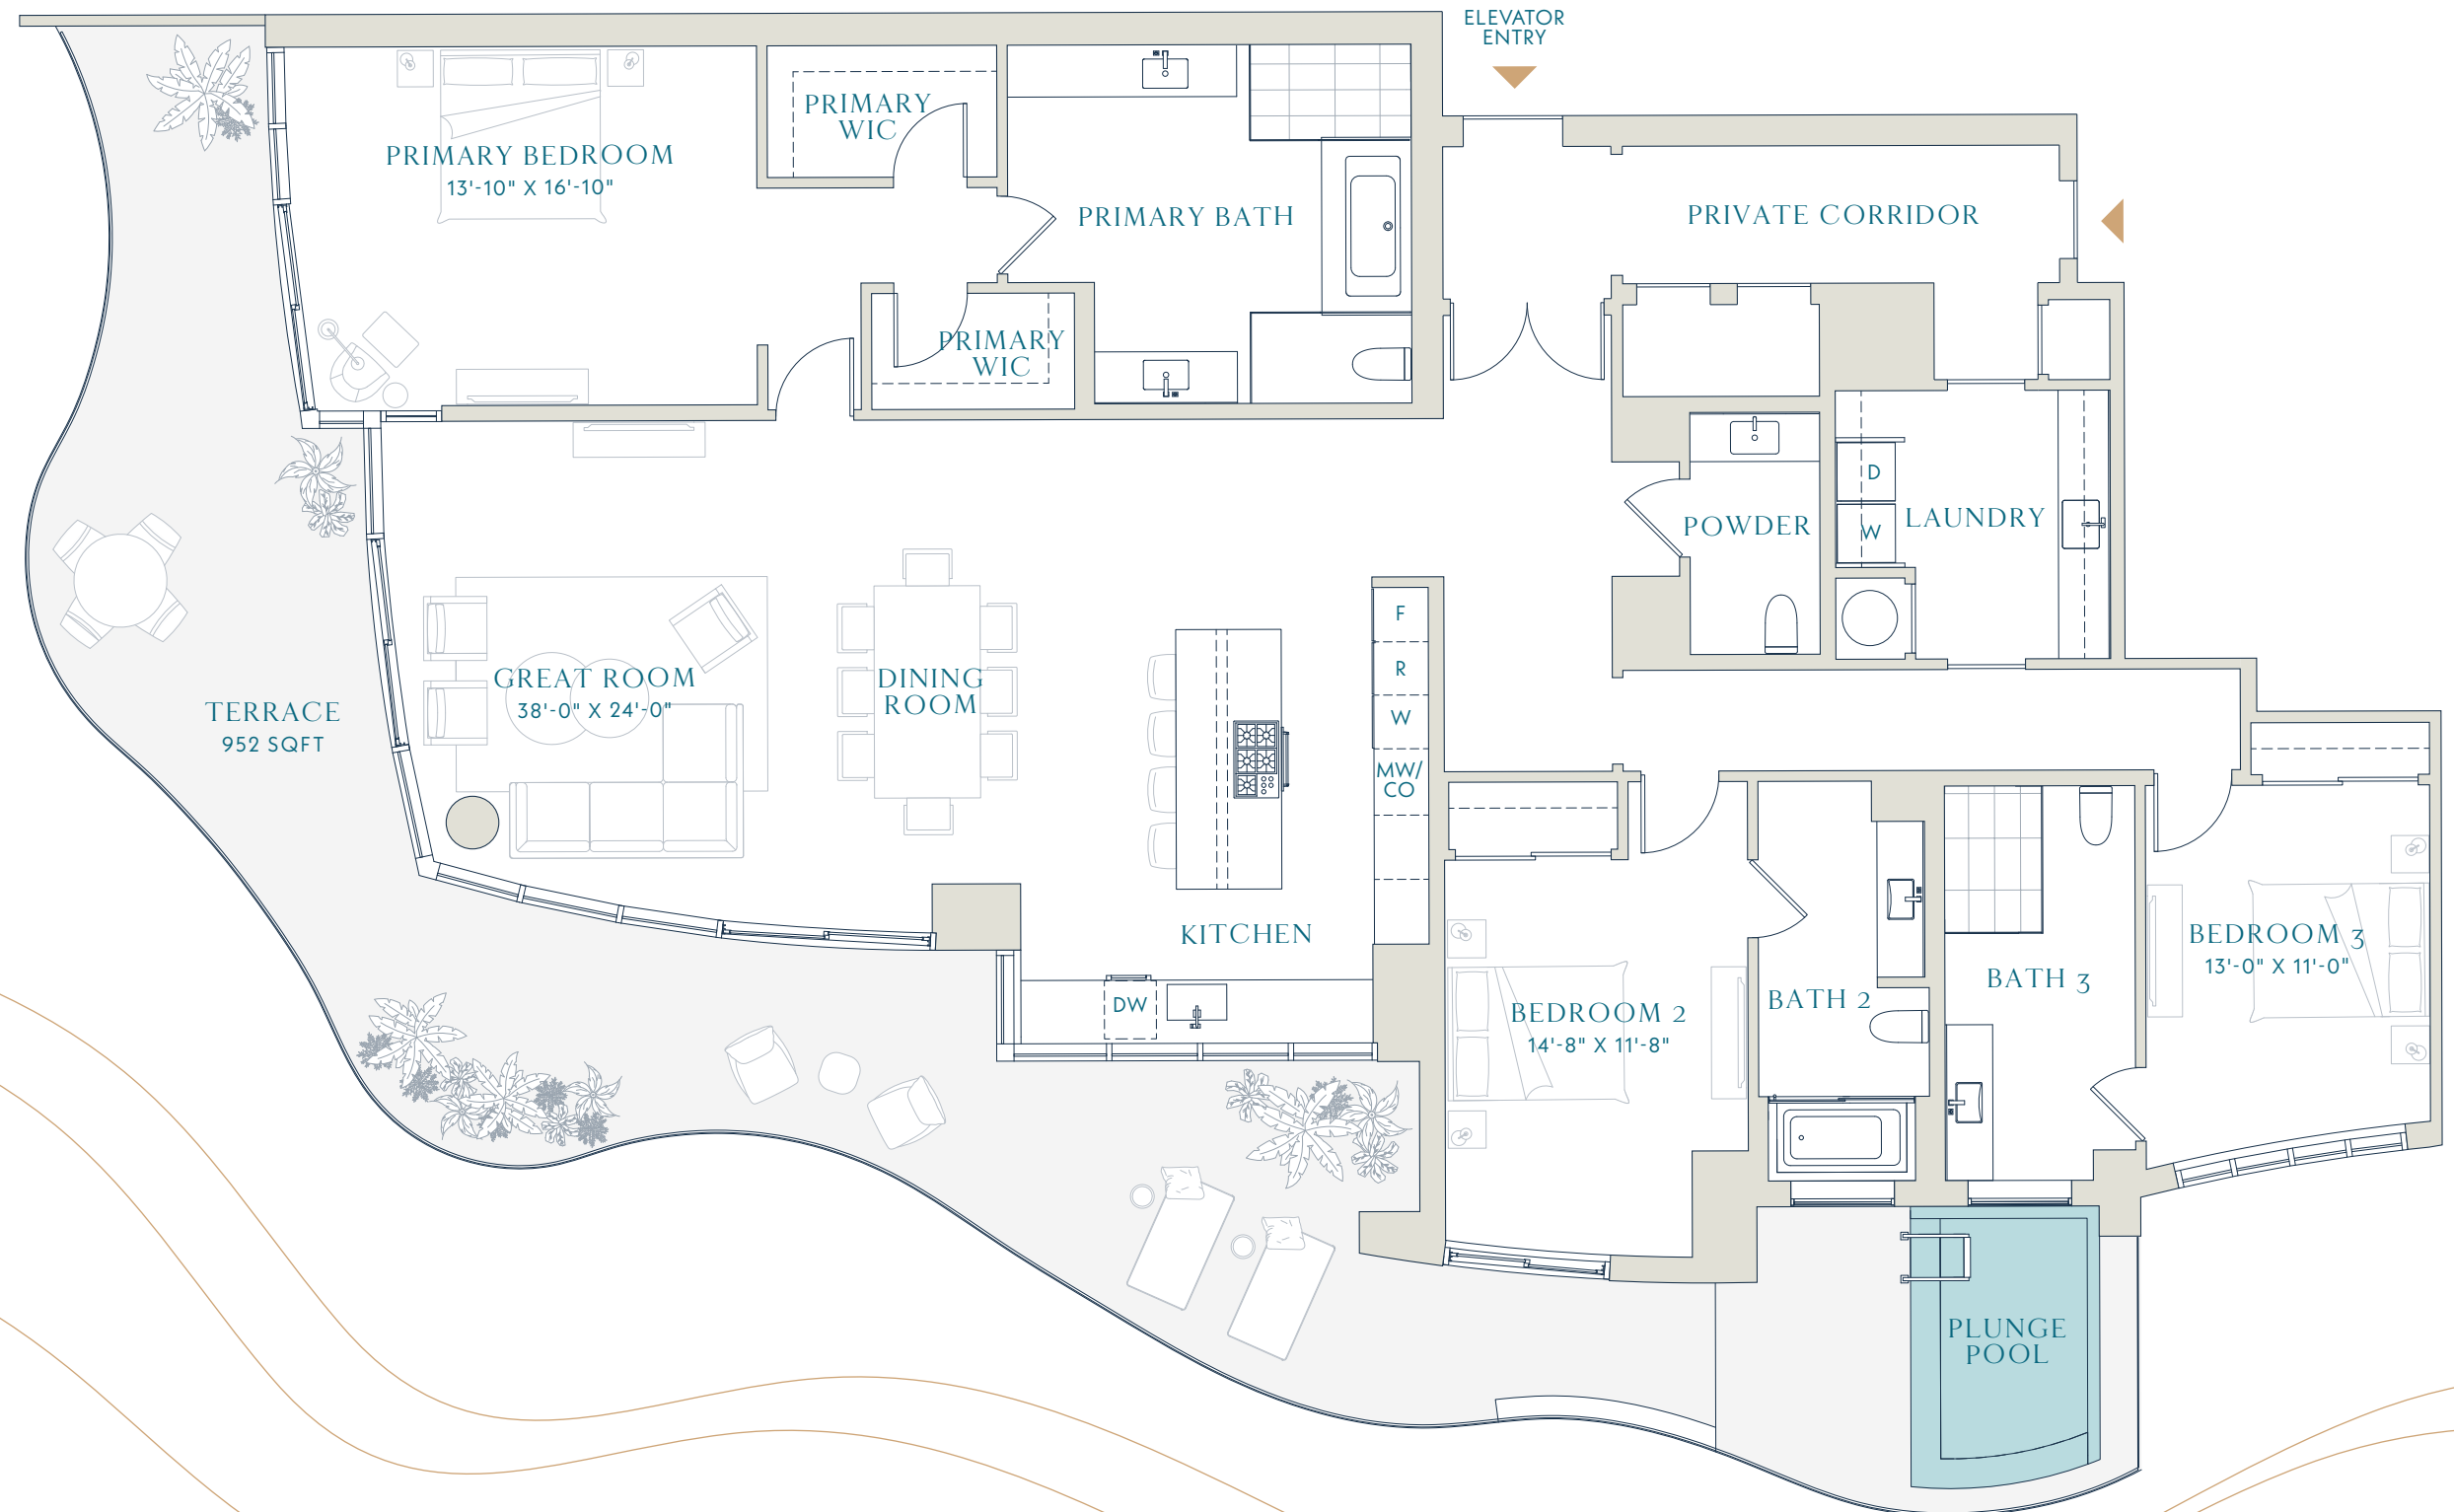 ELEVATOR
ENTRY
PRIMARY
WIC
PRIMARY BEDROOM
13'-10" X 16'-10"
PRIMARY BATH
PRIVATE CORRIDOR
PRIMARY
WIC
D
W
LAUNDRY
POWDER
F
R
W
MW/
CO
GREAT ROOM
38'-0" X 24'-0"
DINING
ROOM
TERRACE
952 SQFT
KITCHEN
DW
BEDROOM 2
14'-8" X 11'-8"
BATH 2
BATH 3
BEDROOM 3
13'-0" X 11'-0"
PLUNGE
POOL